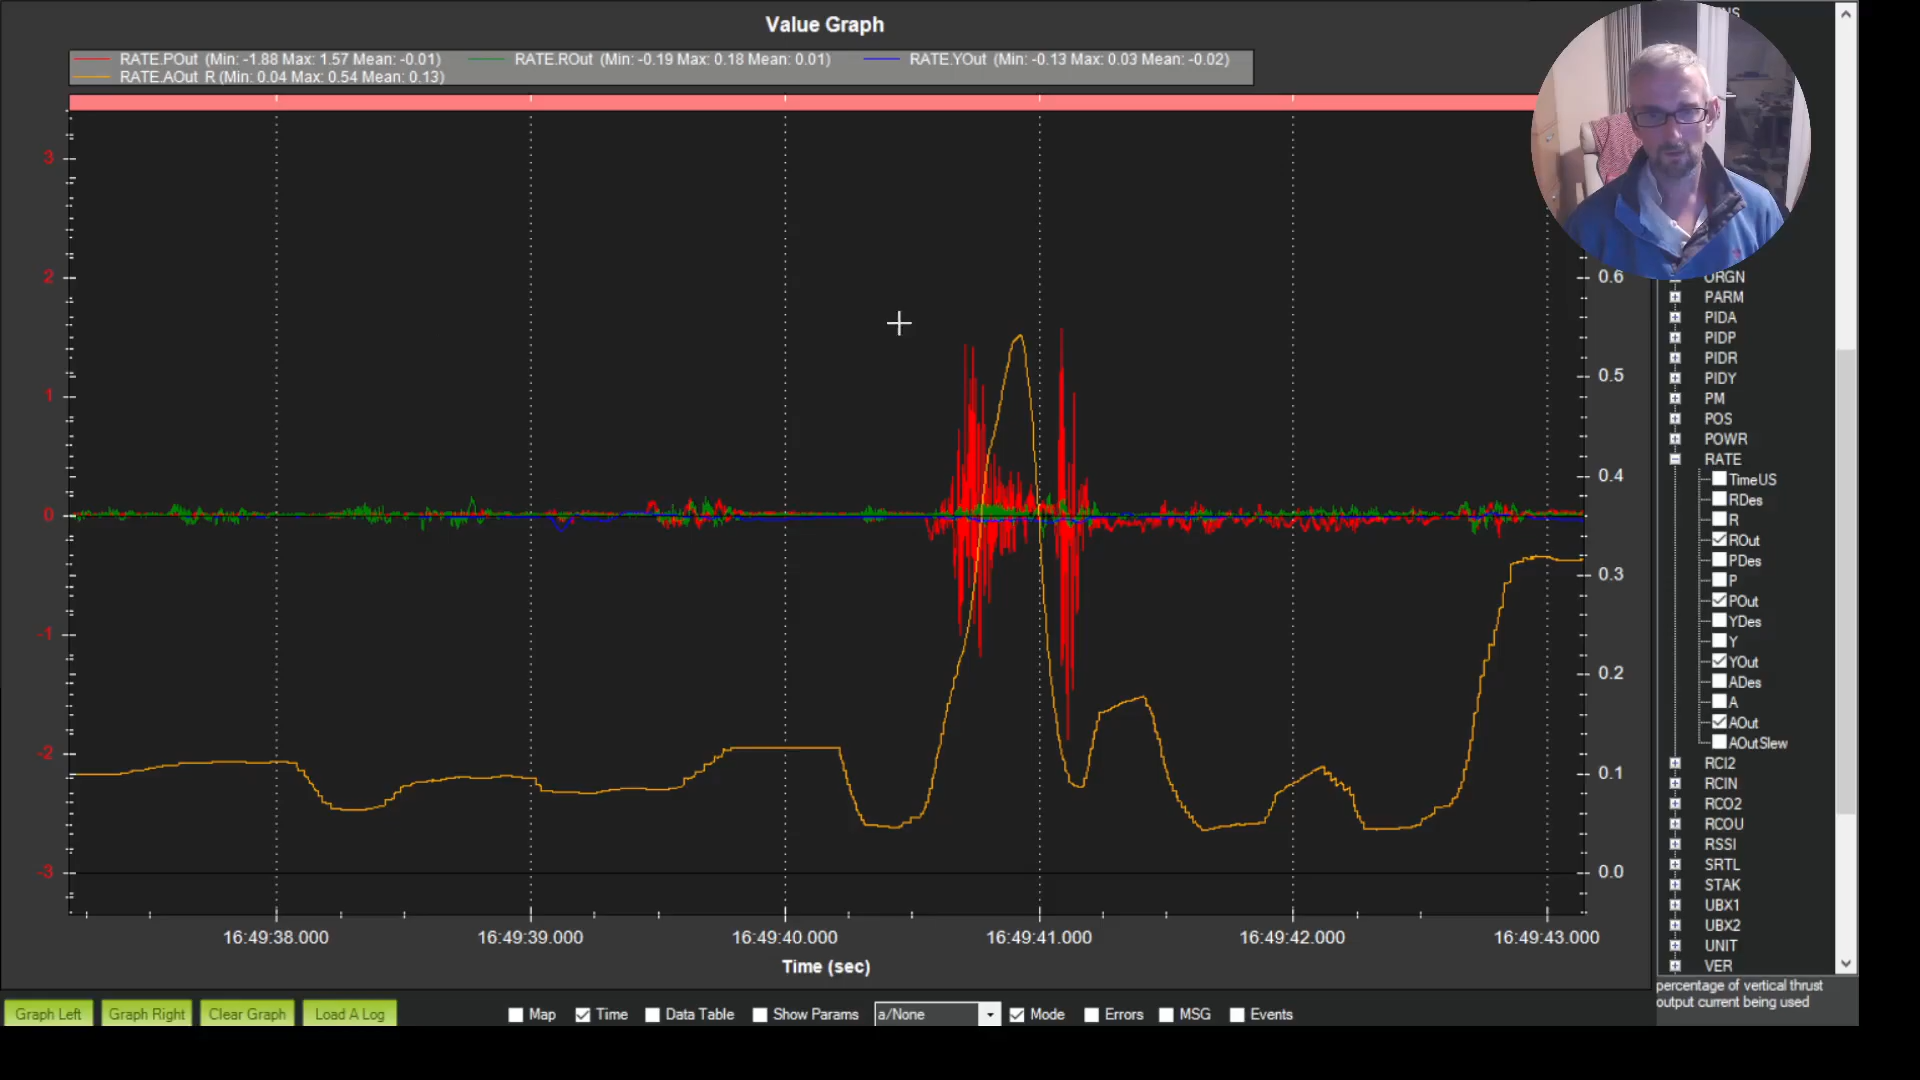 Value Graph
RATE.POut (Min: -1.88 Max: 1.57 Mean: -0.01) RATE.ROut (Min: -0.19 Max: 0.18 Mean: 0.01) RATE.YOut (Min: -0.13 Max: 0.03 Mean: -0.02)
RATE.AOut R (Min: 0.04 Max: 0.54 Mean: 0.13)
3
2
1
0
-1
-2
-3
0.6
0.5
0.4
0.3
0.2
0.1
0.0
16:49:38.000 16:49:39.000 16:49:40.000 16:49:41.000 16:49:42.000 16:49:43.000
Time (sec)
ORGN
PARM
PIDA
PIDP
PIDR
PIDY
PM
POS
POWR
RATE
TimeUS
RDes
R
ROut
PDes
P
POut
YDes
Y
YOut
ADes
A
AOut
AOutSlew
RCI2
RCIN
RCO2
RCOU
RSSI
SRTL
STAK
UBX1
UBX2
UNIT
VER
percentage of vertical thrust
output current being used
Graph Left Graph Right Clear Graph Load A Log Map Time Data Table Show Params a/None Mode Errors MSG Events